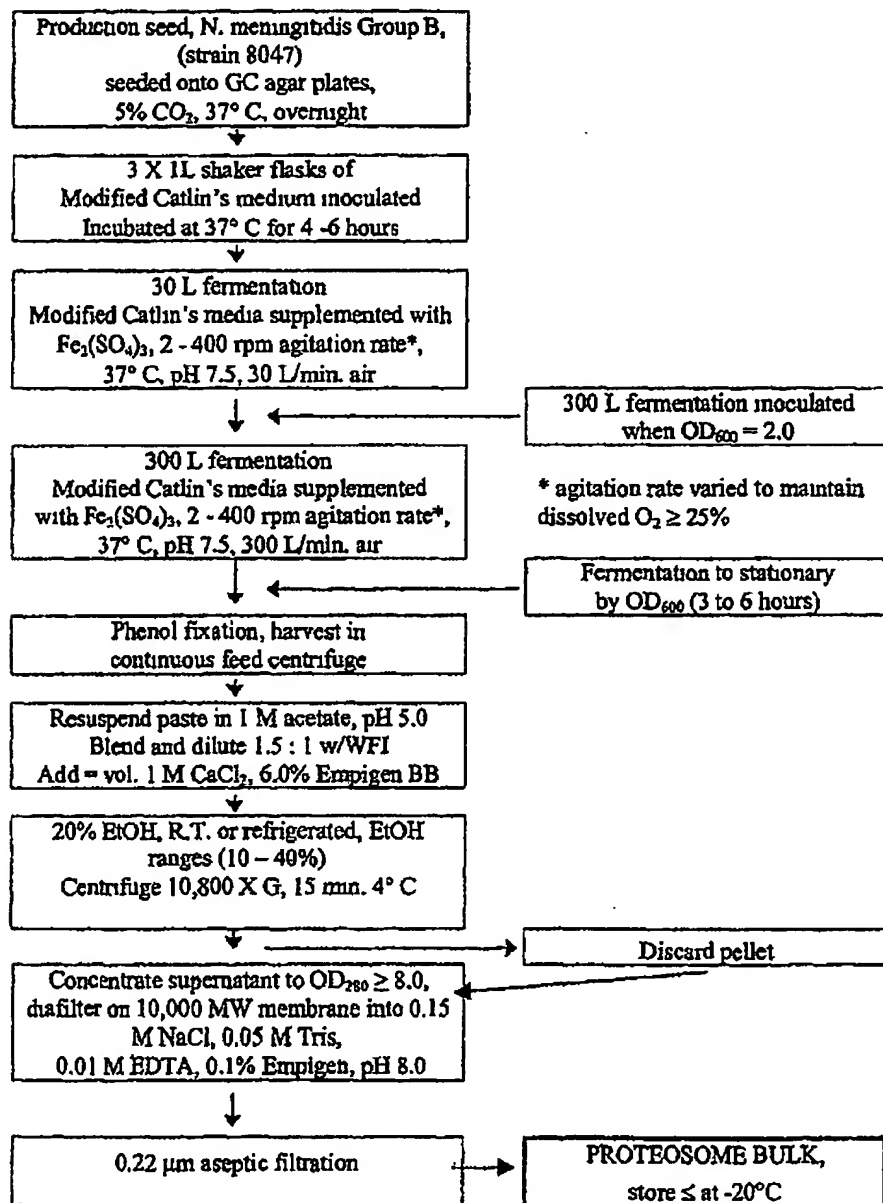 Production seed, N. meningitidis Group B,
(strain 8047)
seeded onto GC agar plates,
5% CO₂, 37° C, overnight
3 X 1L shaker flasks of
Modified Catlin's medium inoculated
Incubated at 37° C for 4 -6 hours
30 L fermentation
Modified Catlin's media supplemented with
Fe₂(SO₄)₃, 2 - 400 rpm agitation rate*,
37° C, pH 7.5, 30 L/min. air
300 L fermentation inoculated
when OD₆₀₀ = 2.0
300 L fermentation
Modified Catlin's media supplemented
with Fe₂(SO₄)₃, 2 - 400 rpm agitation rate*,
37° C, pH 7.5, 300 L/min. air
* agitation rate varied to maintain
dissolved O₂ ≥ 25%
Fermentation to stationary
by OD₆₀₀ (3 to 6 hours)
Phenol fixation, harvest in
continuous feed centrifuge
Resuspend paste in 1 M acetate, pH 5.0
Blend and dilute 1.5 : 1 w/WFI
Add = vol. 1 M CaCl₂, 6.0% Empigen BB
20% EtOH, R.T. or refrigerated, EtOH
ranges (10 – 40%)
Centrifuge 10,800 X G, 15 min. 4° C
Discard pellet
Concentrate supernatant to OD₂₈₀ ≥ 8.0,
diafilter on 10,000 MW membrane into 0.15
M NaCl, 0.05 M Tris,
0.01 M EDTA, 0.1% Empigen, pH 8.0
0.22 µm aseptic filtration
PROTEOSOME BULK,
store ≤ at -20°C